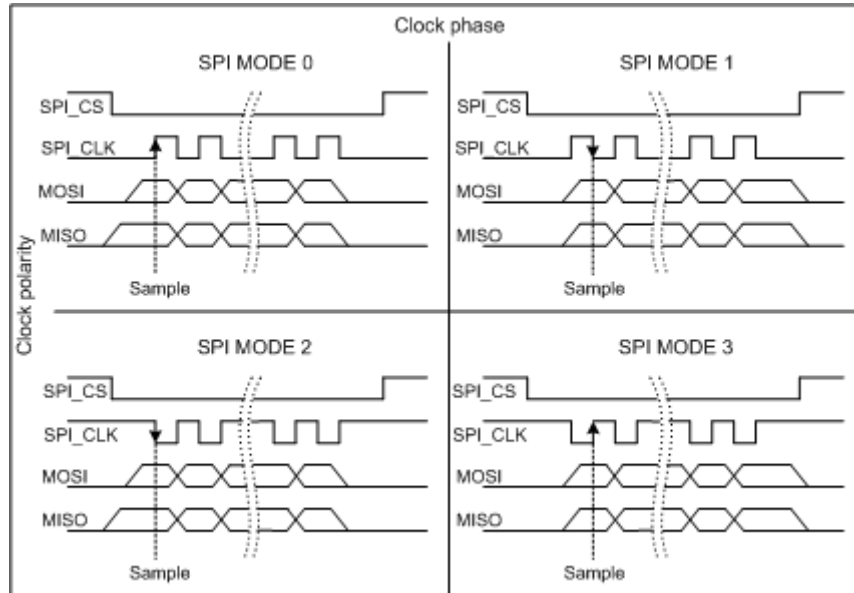 Clock phase
Clock polarity
SPI MODE 0
SPI_CS
SPI_CLK
MOSI
MISO
Sample
SPI MODE 1
SPI_CS
SPI_CLK
MOSI
MISO
Sample
SPI MODE 2
SPI_CS
SPI_CLK
MOSI
MISO
Sample
SPI MODE 3
SPI_CS
SPI_CLK
MOSI
MISO
Sample